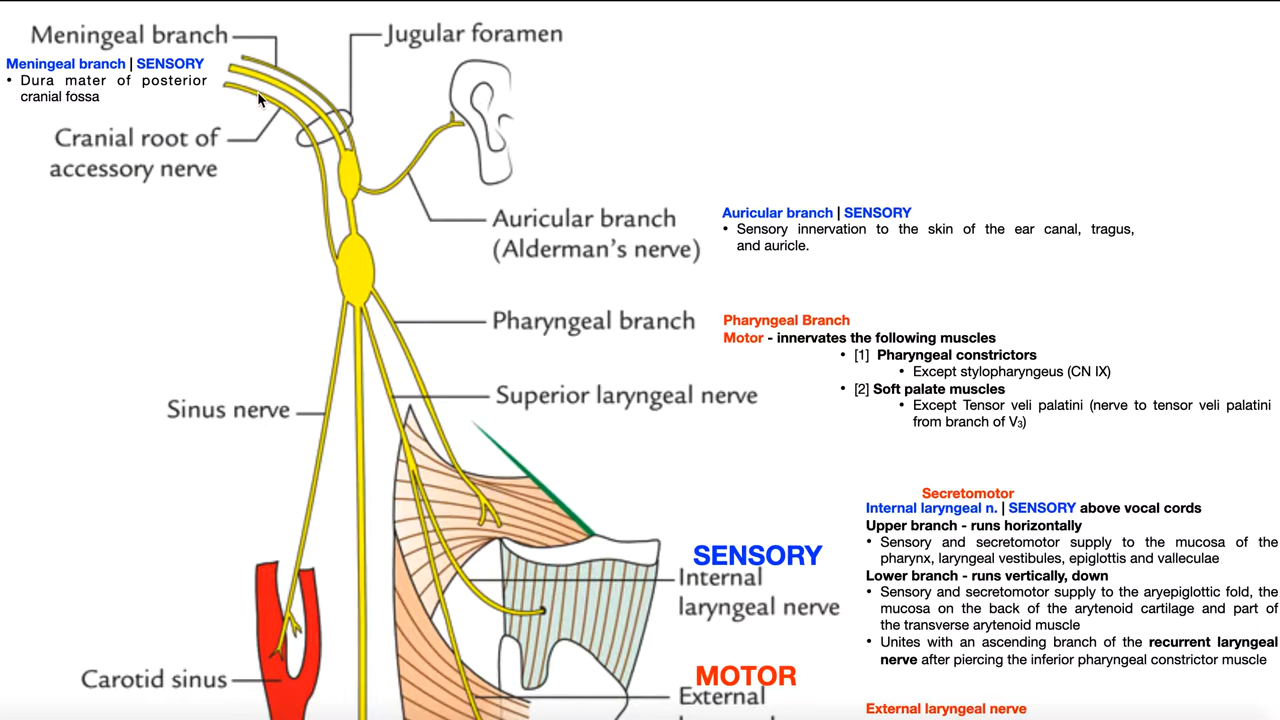 Meningeal branch
Jugular foramen
Meningeal branch | SENSORY
• Dura mater of posterior
cranial fossa
Cranial root of
accessory nerve
Auricular branch
(Alderman's nerve)
Auricular branch | SENSORY
• Sensory innervation to the skin of the ear canal, tragus,
and auricle.
Pharyngeal branch
Pharyngeal Branch
Motor - innervates the following muscles
• [1] Pharyngeal constrictors
• Except stylopharyngeus (CN IX)
• [2] Soft palate muscles
• Except Tensor veli palatini (nerve to tensor veli palatini
from branch of V₃)
Superior laryngeal nerve
Sinus nerve
Secretomotor
Internal laryngeal n. | SENSORY above vocal cords
Upper branch - runs horizontally
• Sensory and secretomotor supply to the mucosa of the
pharynx, laryngeal vestibules, epiglottis and valleculae
Lower branch - runs vertically, down
• Sensory and secretomotor supply to the aryepiglottic fold, the
mucosa on the back of the arytenoid cartilage and part of
the transverse arytenoid muscle
• Unites with an ascending branch of the recurrent laryngeal
nerve after piercing the inferior pharyngeal constrictor muscle
SENSORY
Internal
laryngeal nerve
Carotid sinus
MOTOR
External
External laryngeal nerve